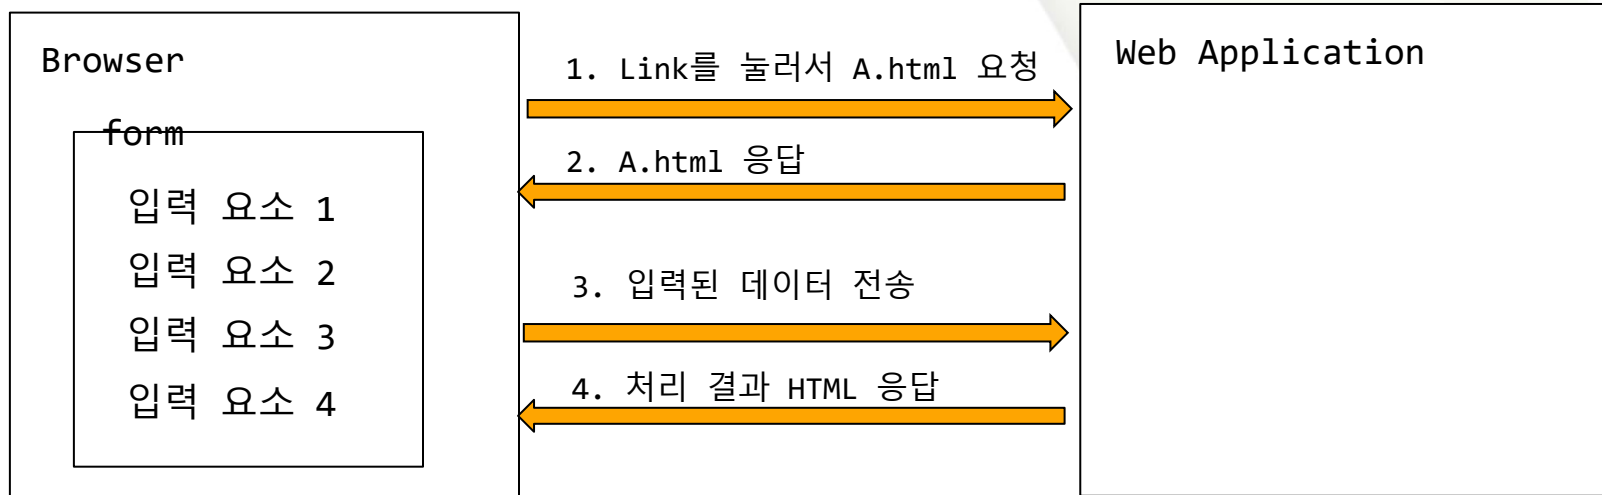 Browser
form
입력 요소 1
입력 요소 2
입력 요소 3
입력 요소 4
1. Link를 눌러서 A.html 요청
2. A.html 응답
3. 입력된 데이터 전송
4. 처리 결과 HTML 응답
Web Application